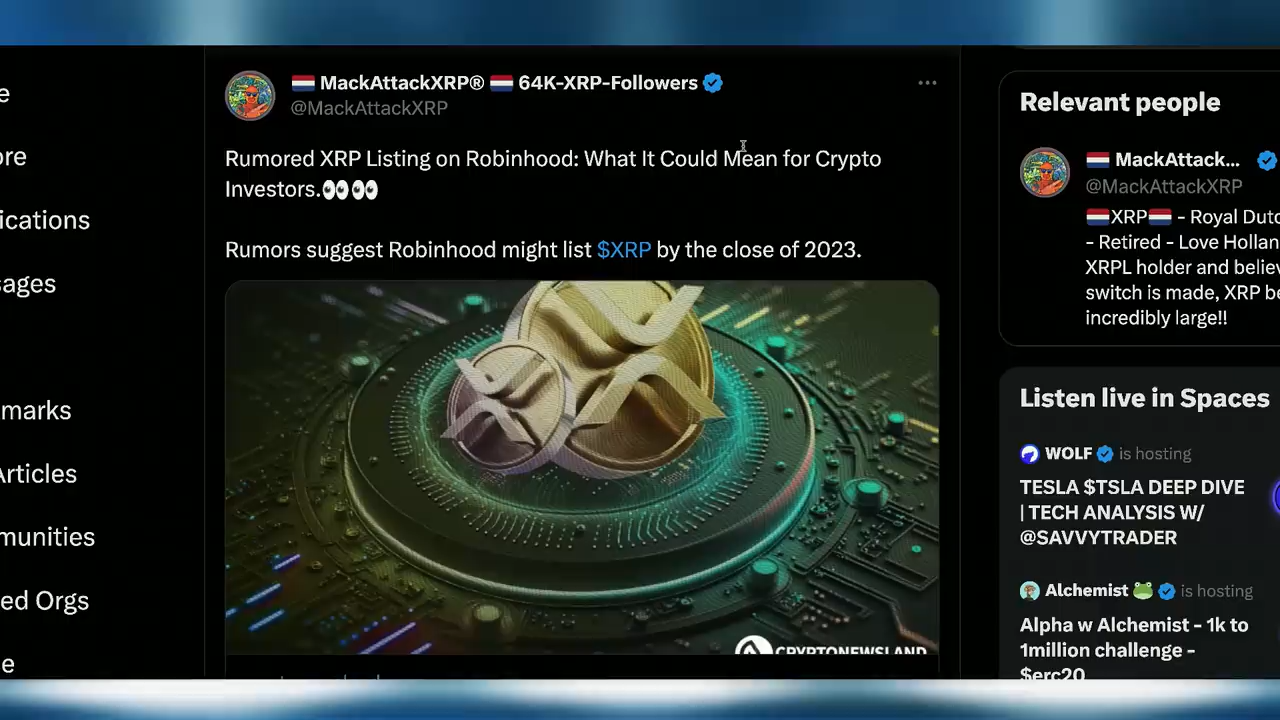 MackAttackXRP® 64K-XRP-Followers
@MackAttackXRP
Rumored XRP Listing on Robinhood: What It Could Mean for Crypto
Investors.👀👀
Rumors suggest Robinhood might list $XRP by the close of 2023.
CRYPTONEWSLAND
e
ore
ications
sages
marks
Articles
munities
ed Orgs
e
Relevant people
MackAttack...
@MackAttackXRP
XRP - Royal Dutc
- Retired - Love Hollan
XRPL holder and believ
switch is made, XRP be
incredibly large!!
Listen live in Spaces
WOLF is hosting
TESLA $TSLA DEEP DIVE
| TECH ANALYSIS W/
@SAVVYTRADER
Alchemist 🐸 is hosting
Alpha w Alchemist - 1k to
1million challenge -
$erc20